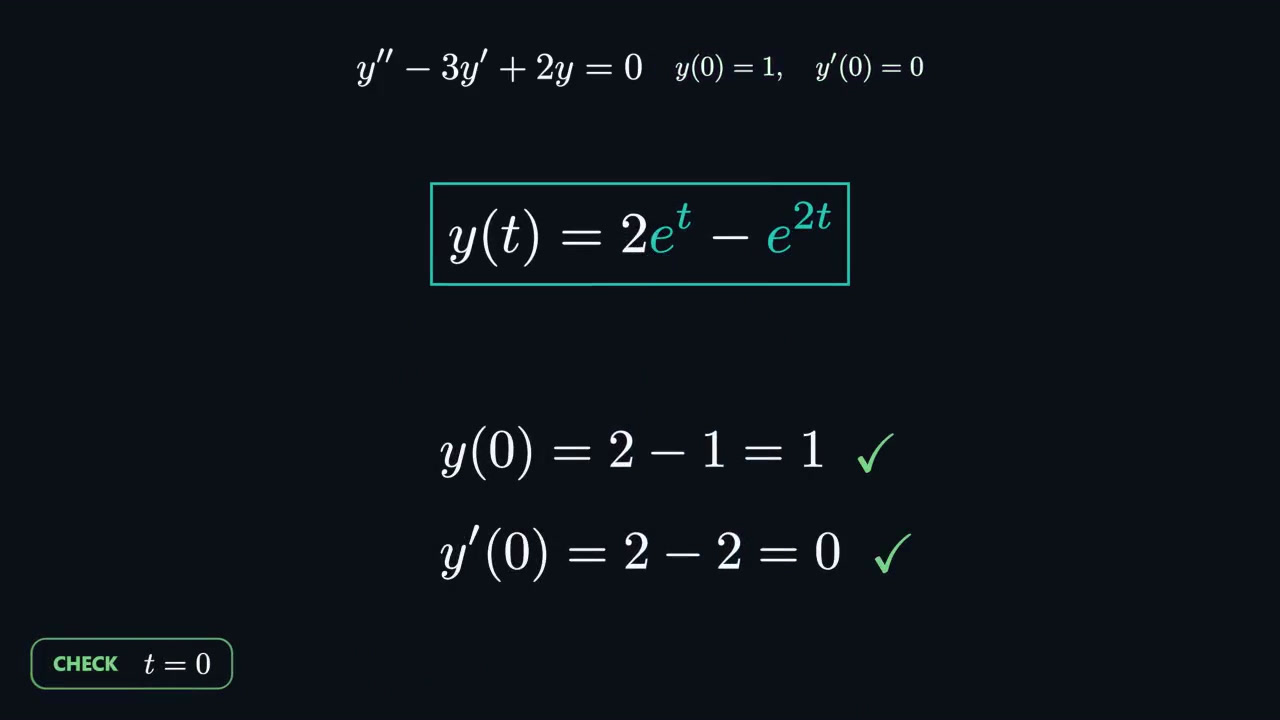 y'' − 3y' + 2y = 0 y(0) = 1, y'(0) = 0
y(t) = 2e^t − e^{2t}
y(0) = 2 − 1 = 1 ✓
y'(0) = 2 − 2 = 0 ✓
CHECK t = 0